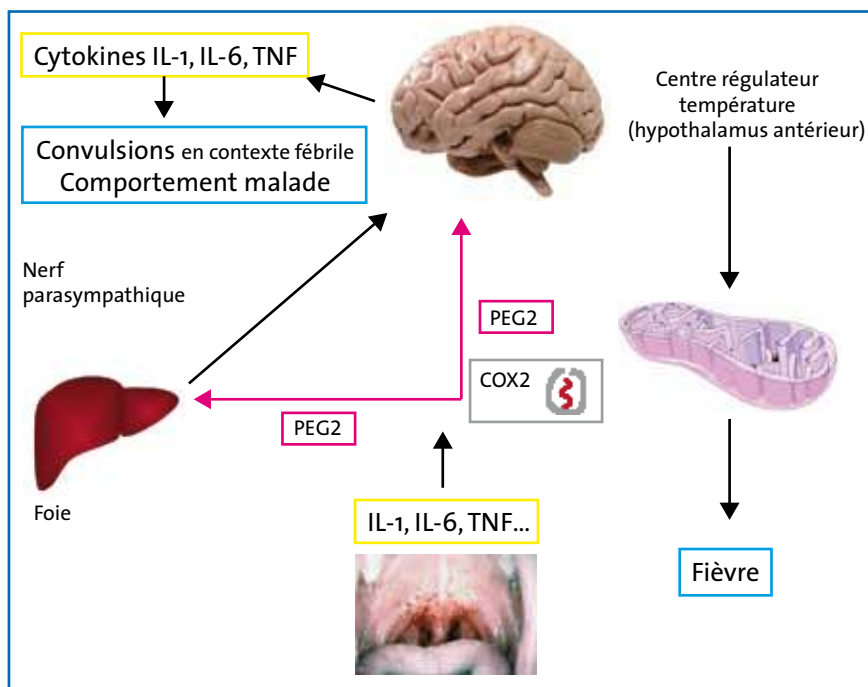 Cytokines IL-1, IL-6, TNF
Convulsions en contexte fébrile
Comportement malade
Centre régulateur
température
(hypothalamus antérieur)
Nerf
parasympathique
PEG2
COX2
PEG2
Foie
IL-1, IL-6, TNF...
Fièvre